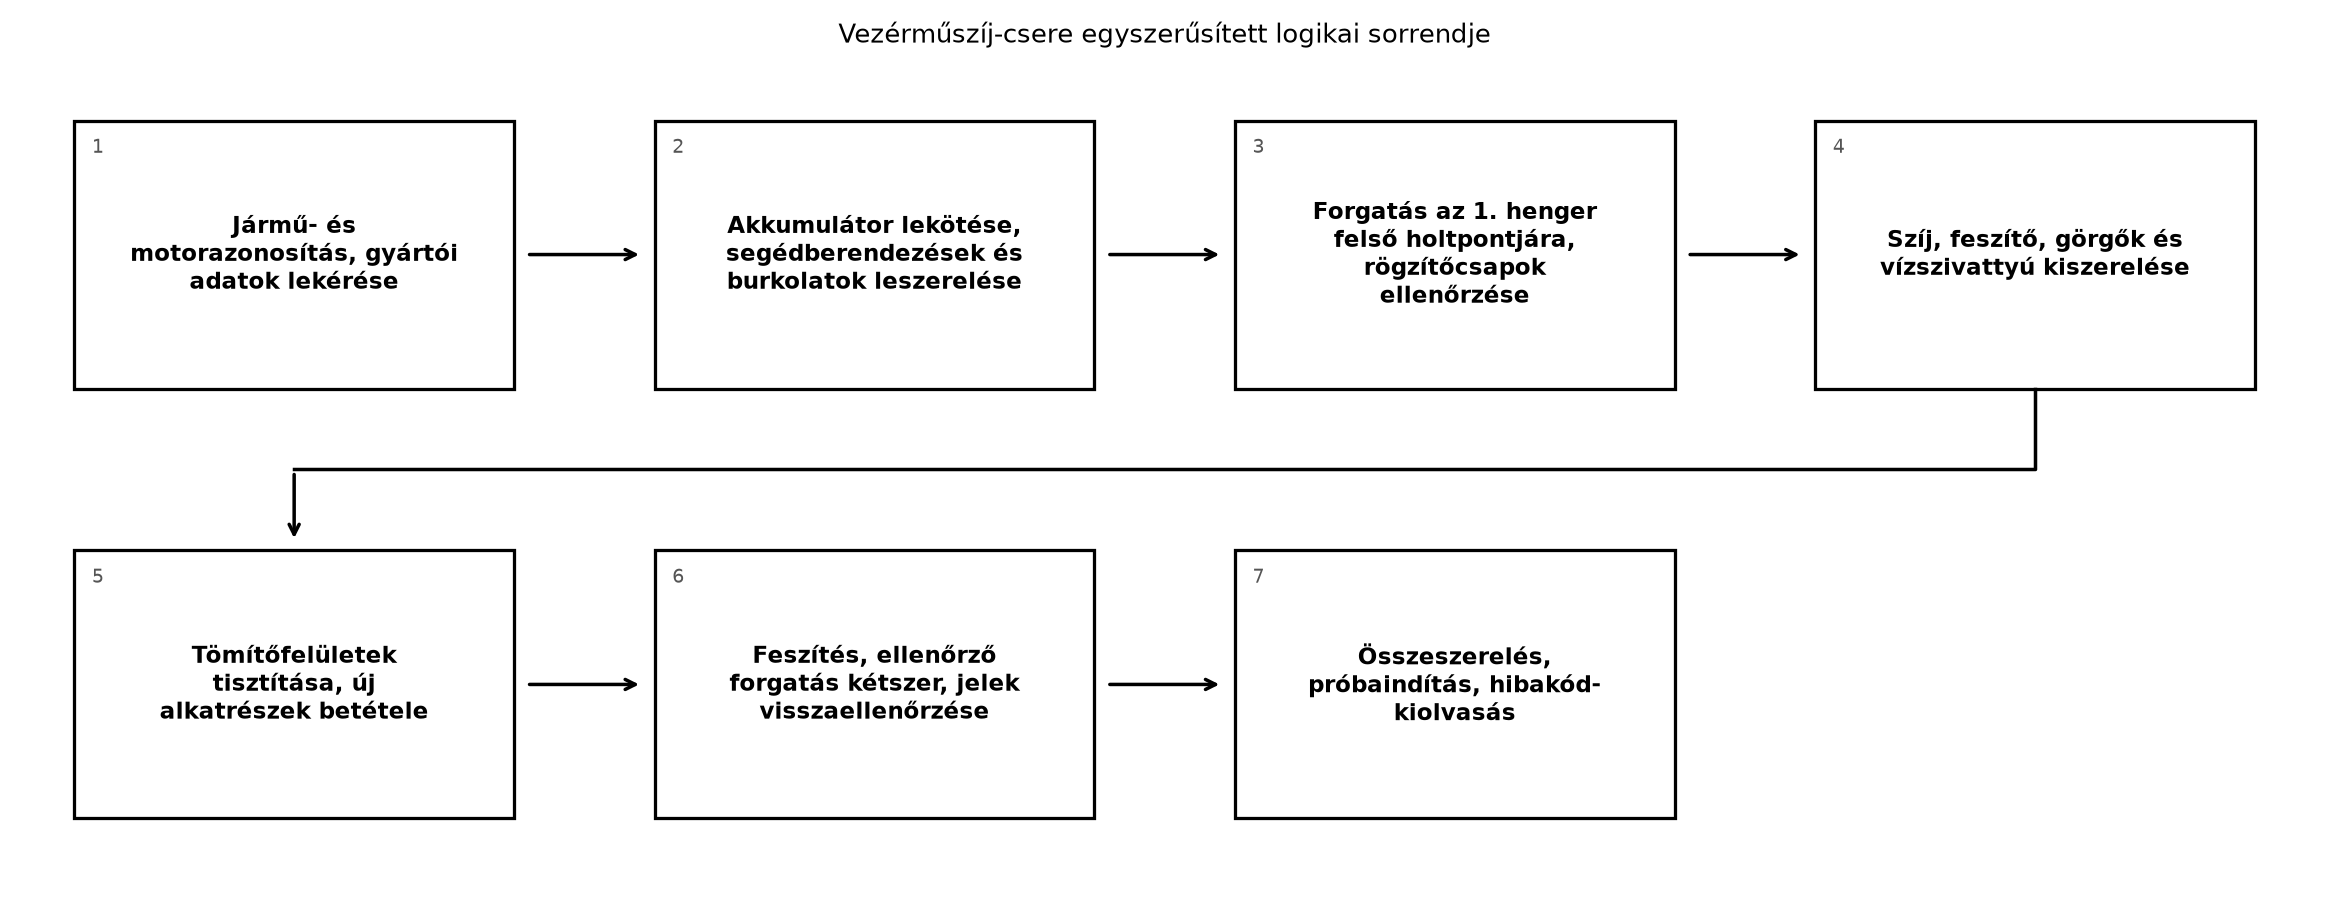 Vezérműszíj-csere egyszerűsített logikai sorrendje
1
Jármű- és
motorazonosítás, gyártói
adatok lekérése
2
Akkumulátor lekötése,
segédberendezések és
burkolatok leszerelése
3
Forgatás az 1. henger
felső holtpontjára,
rögzítőcsapok
ellenőrzése
4
Szíj, feszítő, görgők és
vízszivattyú kiszerelése
5
Tömítőfelületek
tisztítása, új
alkatrészek betétele
6
Feszítés, ellenőrző
forgatás kétszer, jelek
visszaellenőrzése
7
Összeszerelés,
próbaindítás, hibakód-
kiolvasás